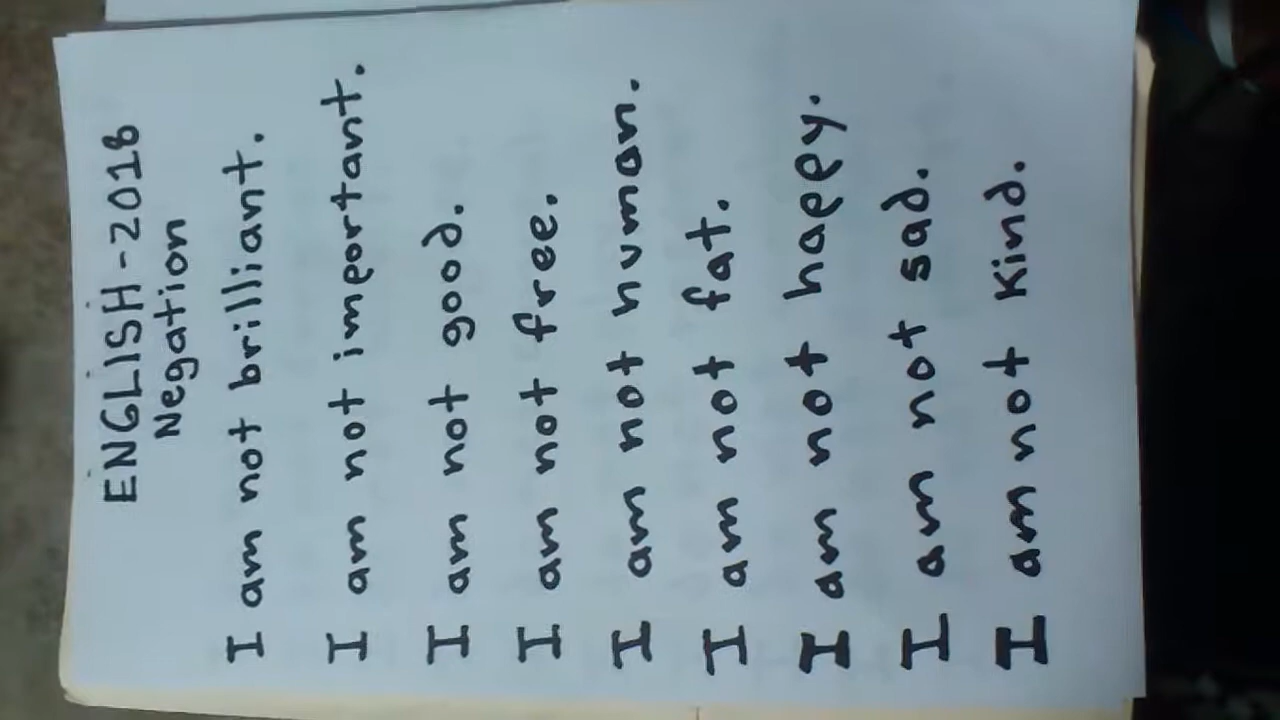 ENGLISH-2018
Negation
I am not brilliant.
I am not important.
I am not good.
I am not free.
I am not human.
I am not fat.
I am not happy.
I am not sad.
I am not Kind.